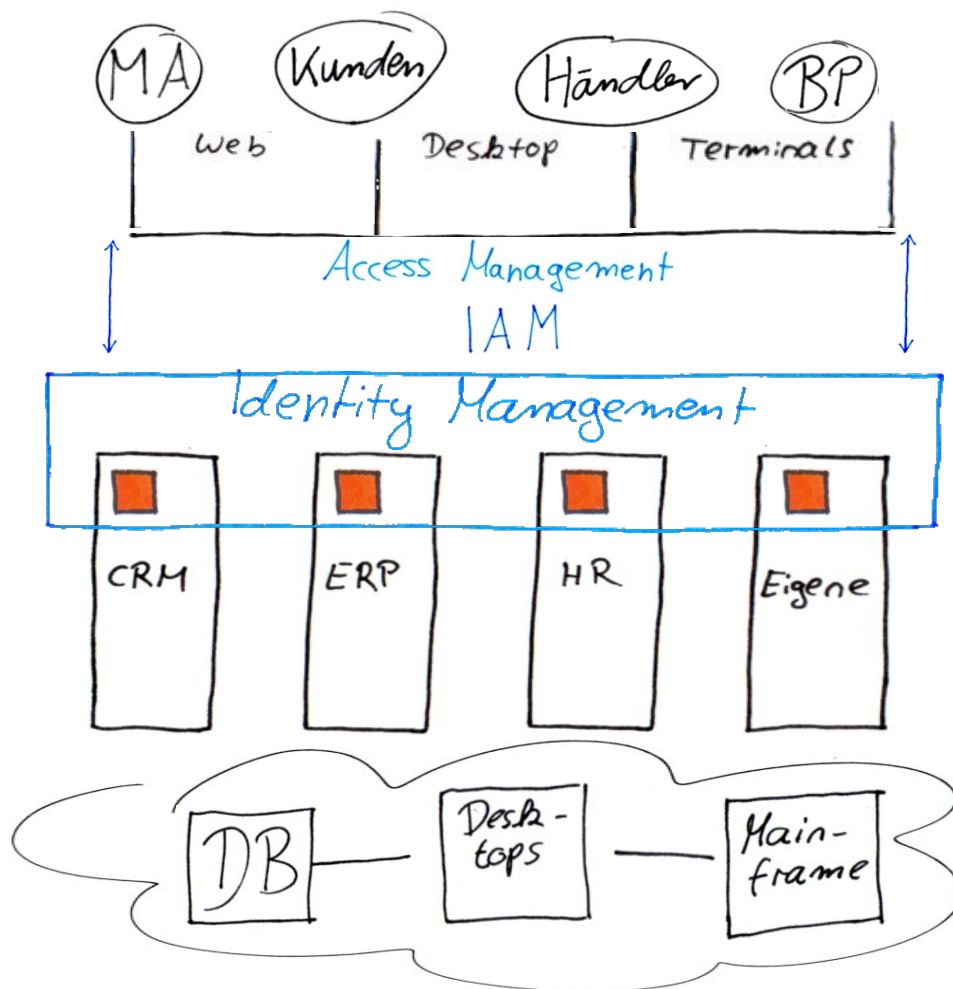 MA Kunden Händler BP
Web Desktop Terminals
Access Management
IAM
Identity Management
CRM ERP HR Eigene
DB
Desk-
tops
Main-
frame